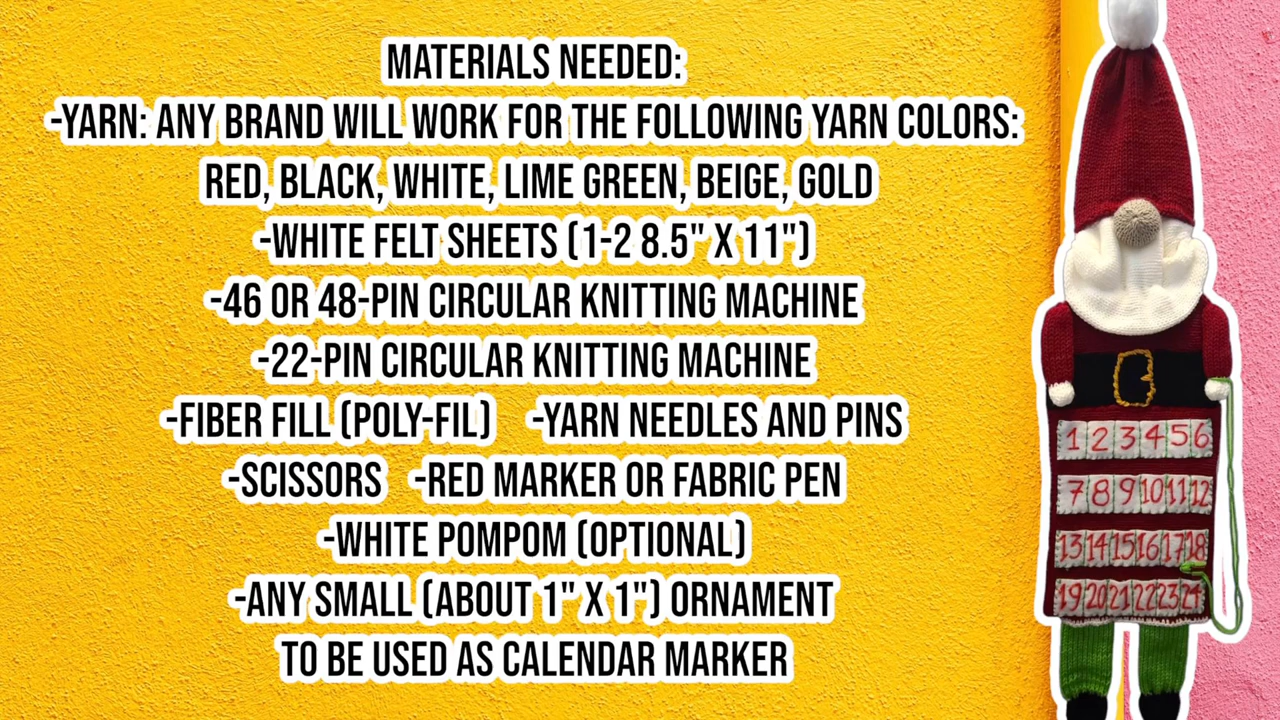 MATERIALS NEEDED:
-YARN: ANY BRAND WILL WORK FOR THE FOLLOWING YARN COLORS:
RED, BLACK, WHITE, LIME GREEN, BEIGE, GOLD
-WHITE FELT SHEETS (1-2 8.5" X 11")
-46 OR 48-PIN CIRCULAR KNITTING MACHINE
-22-PIN CIRCULAR KNITTING MACHINE
-FIBER FILL (POLY-FIL) -YARN NEEDLES AND PINS
-SCISSORS -RED MARKER OR FABRIC PEN
-WHITE POMPOM (OPTIONAL)
-ANY SMALL (ABOUT 1" X 1") ORNAMENT
TO BE USED AS CALENDAR MARKER
1 2 3 4 5 6
7 8 9 10 11 12
13 14 15 16 17 18
19 20 21 22 23 24